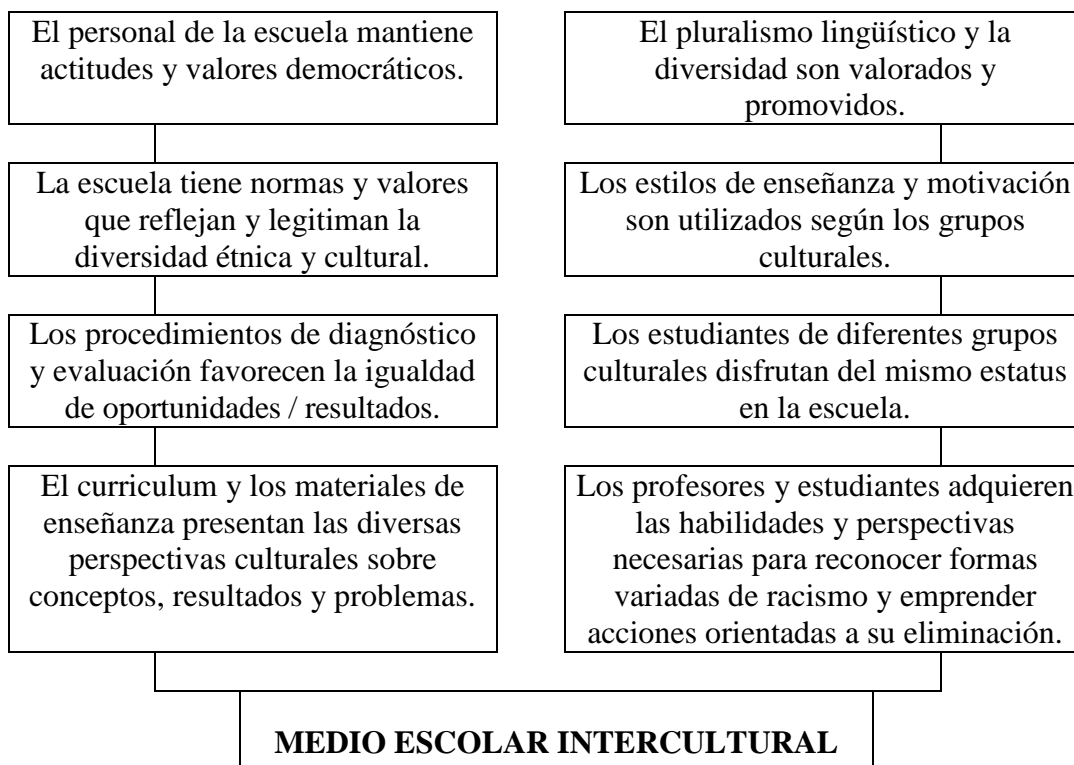 El personal de la escuela mantiene
actitudes y valores democráticos.
La escuela tiene normas y valores
que reflejan y legitiman la
diversidad étnica y cultural.
Los procedimientos de diagnóstico
y evaluación favorecen la igualdad
de oportunidades / resultados.
El curriculum y los materiales de
enseñanza presentan las diversas
perspectivas culturales sobre
conceptos, resultados y problemas.
El pluralismo lingüístico y la
diversidad son valorados y
promovidos.
Los estilos de enseñanza y motivación
son utilizados según los grupos
culturales.
Los estudiantes de diferentes grupos
culturales disfrutan del mismo estatus
en la escuela.
Los profesores y estudiantes adquieren
las habilidades y perspectivas
necesarias para reconocer formas
variadas de racismo y emprender
acciones orientadas a su eliminación.
MEDIO ESCOLAR INTERCULTURAL